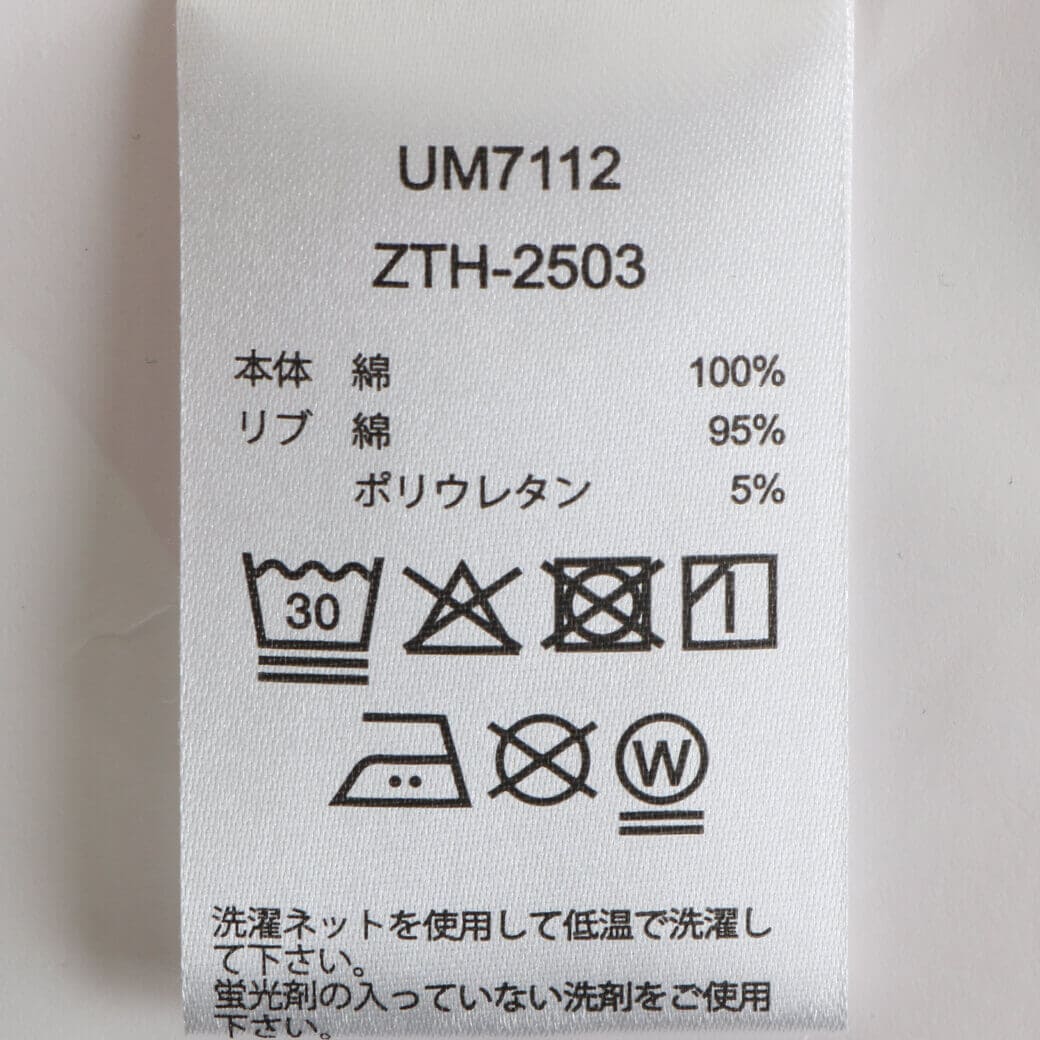 UM7112
ZTH-2503
本体 綿 100%
リブ 綿 95%
ポリウレタン 5%
30
W
洗濯ネットを使用して低温で洗濯し
て下さい。
蛍光剤の入っていない洗剤をご使用
下さい。